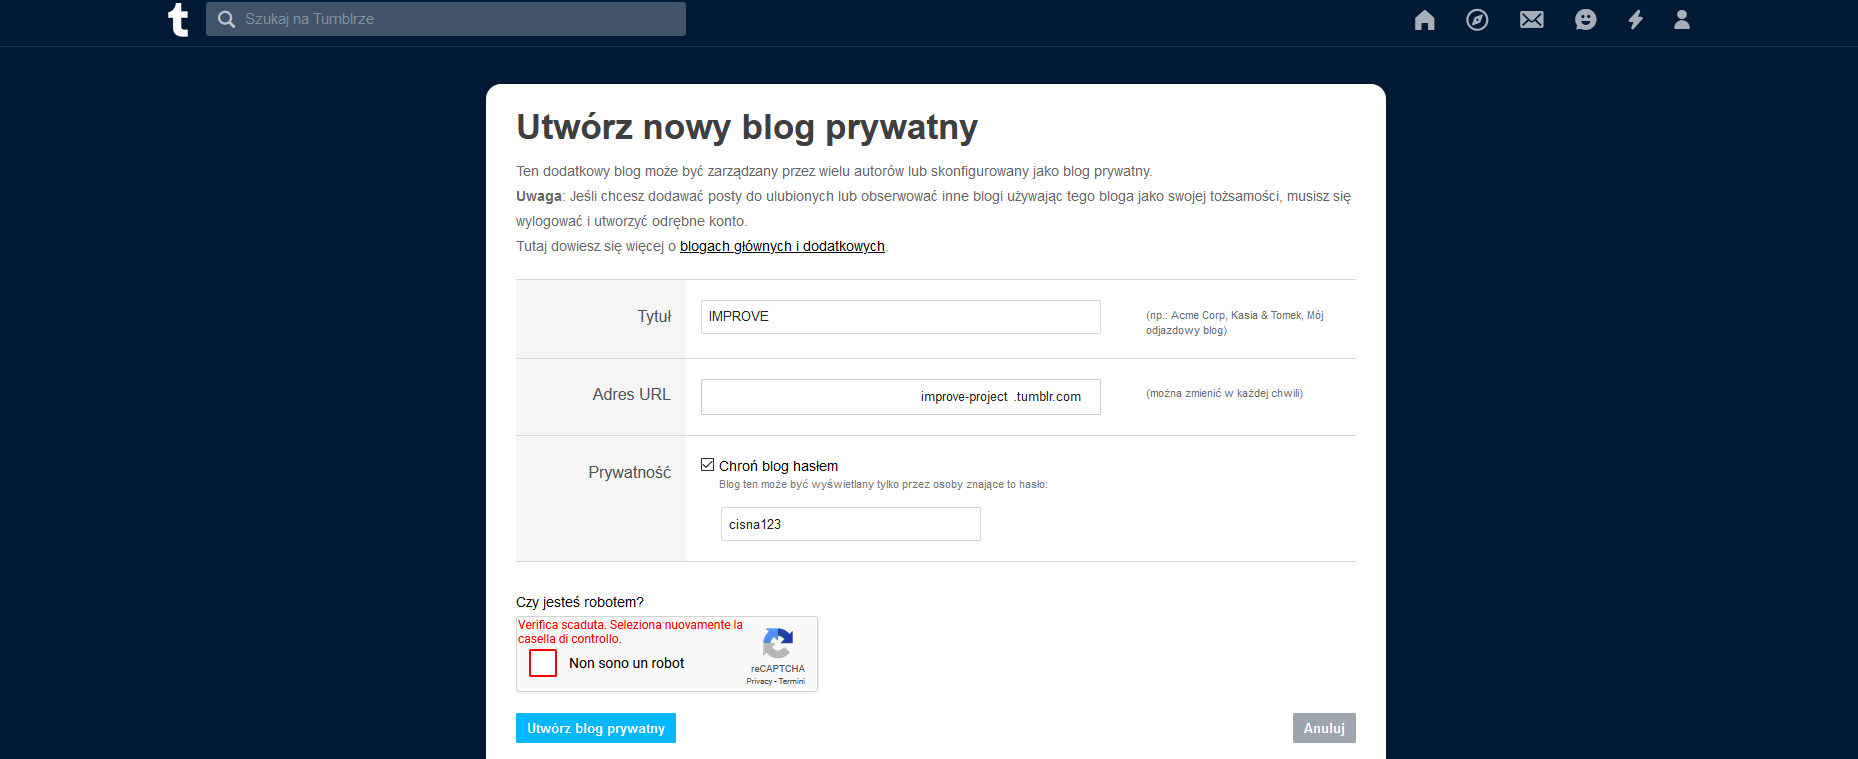 t
Szukaj na Tumblrze
Utwórz nowy blog prywatny
Ten dodatkowy blog może być zarządzany przez wielu autorów lub skonfigurowany jako blog prywatny.
Uwaga: Jeśli chcesz dodawać posty do ulubionych lub obserwować inne blogi używając tego bloga jako swojej tożsamości, musisz się
wylogować i utworzyć odrębne konto.
Tutaj dowiesz się więcej o blogach głównych i dodatkowych.
Tytuł
IMPROVE
(np.: Acme Corp, Kasia & Tomek, Mój
odjazdowy blog)
Adres URL
improve-project .tumblr.com
(można zmienić w każdej chwili)
Prywatność
Chroń blog hasłem
Blog ten może być wyświetlany tylko przez osoby znające to hasło:
cisna123
Czy jesteś robotem?
Verifica scaduta. Seleziona nuovamente la
casella di controllo.
Non sono un robot
reCAPTCHA
Privacy - Termini
Utwórz blog prywatny
Anuluj